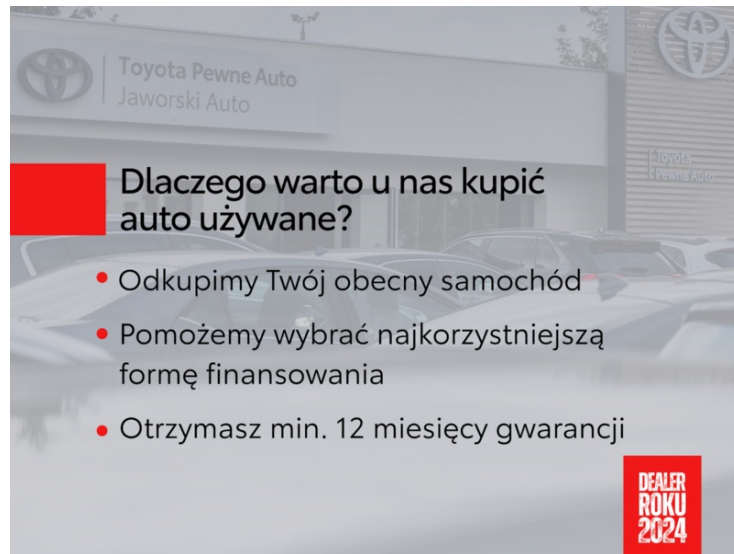 Toyota Pewne Auto
Jaworski Auto
Toyota
Pewne Auto
Dlaczego warto u nas kupić
auto używane?
Odkupimy Twój obecny samochód
Pomożemy wybrać najkorzystniejszą
formę finansowania
Otrzymasz min. 12 miesięcy gwarancji
DEALER
ROKU
2024